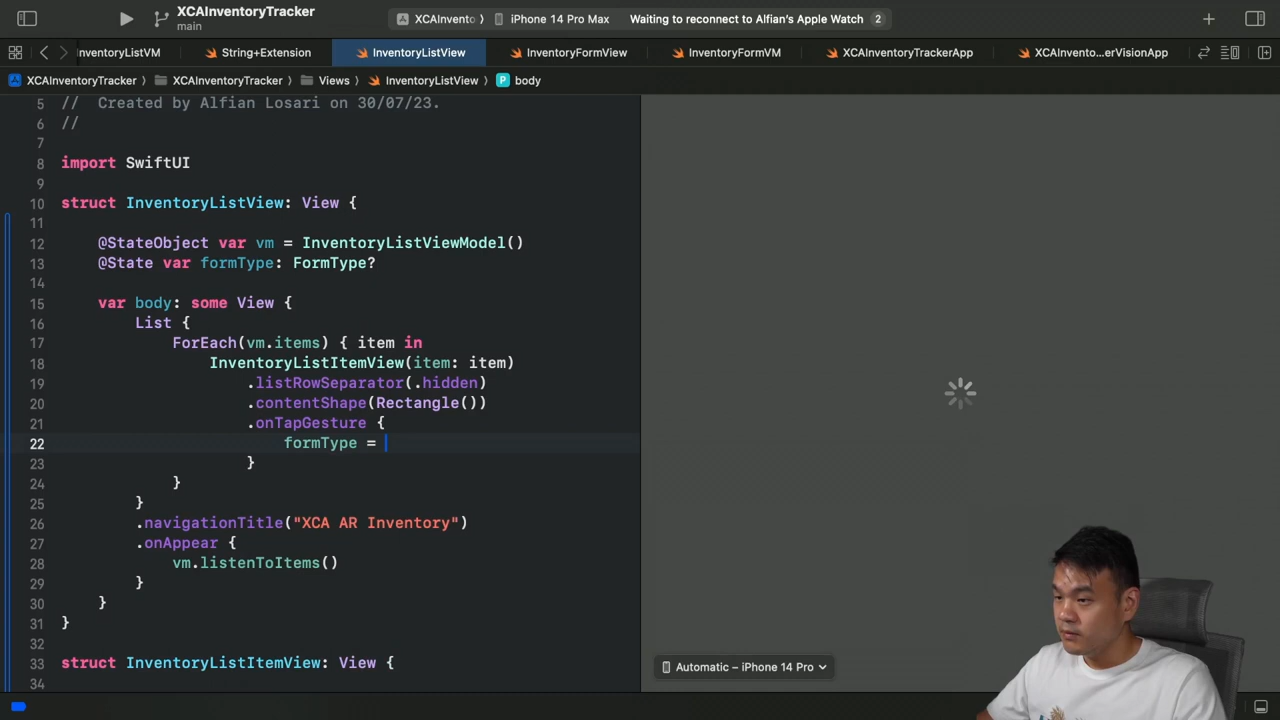 XCAInventoryTracker
main
XCAInvento
iPhone 14 Pro Max
Waiting to reconnect to Alfian's Apple Watch
2
nventoryListVM
String+Extension
InventoryListView
InventoryFormView
InventoryFormVM
XCAInventoryTrackerApp
XCAInvento...erVisionApp
XCAInventoryTracker 〉 XCAInventoryTracker 〉 Views 〉 InventoryListView 〉 P body
5 //  Created by Alfian Losari on 30/07/23.
6 //
7
8 import SwiftUI
9
10 struct InventoryListView: View {
11
12 @StateObject var vm = InventoryListViewModel()
13 @State var formType: FormType?
14
15 var body: some View {
16 List {
17 ForEach(vm.items) { item in
18 InventoryListItemView(item: item)
19 .listRowSeparator(.hidden)
20 .contentShape(Rectangle())
21 .onTapGesture {
22 formType =
23 }
24 }
25 }
26 .navigationTitle("XCA AR Inventory")
27 .onAppear {
28 vm.listenToItems()
29 }
30 }
31 }
32
33 struct InventoryListItemView: View {
34
Automatic – iPhone 14 Pro